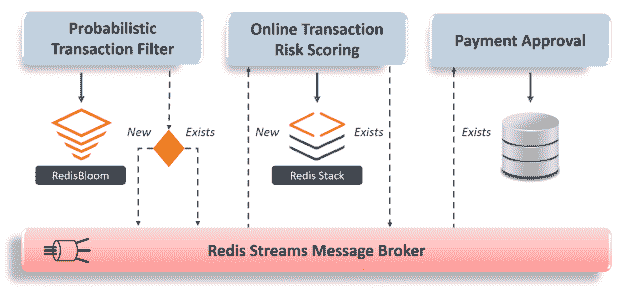 Probabilistic
Transaction Filter
Online Transaction
Risk Scoring
Payment Approval
New
Exists
New
Exists
Exists
RedisBloom
Redis Stack
Redis Streams Message Broker